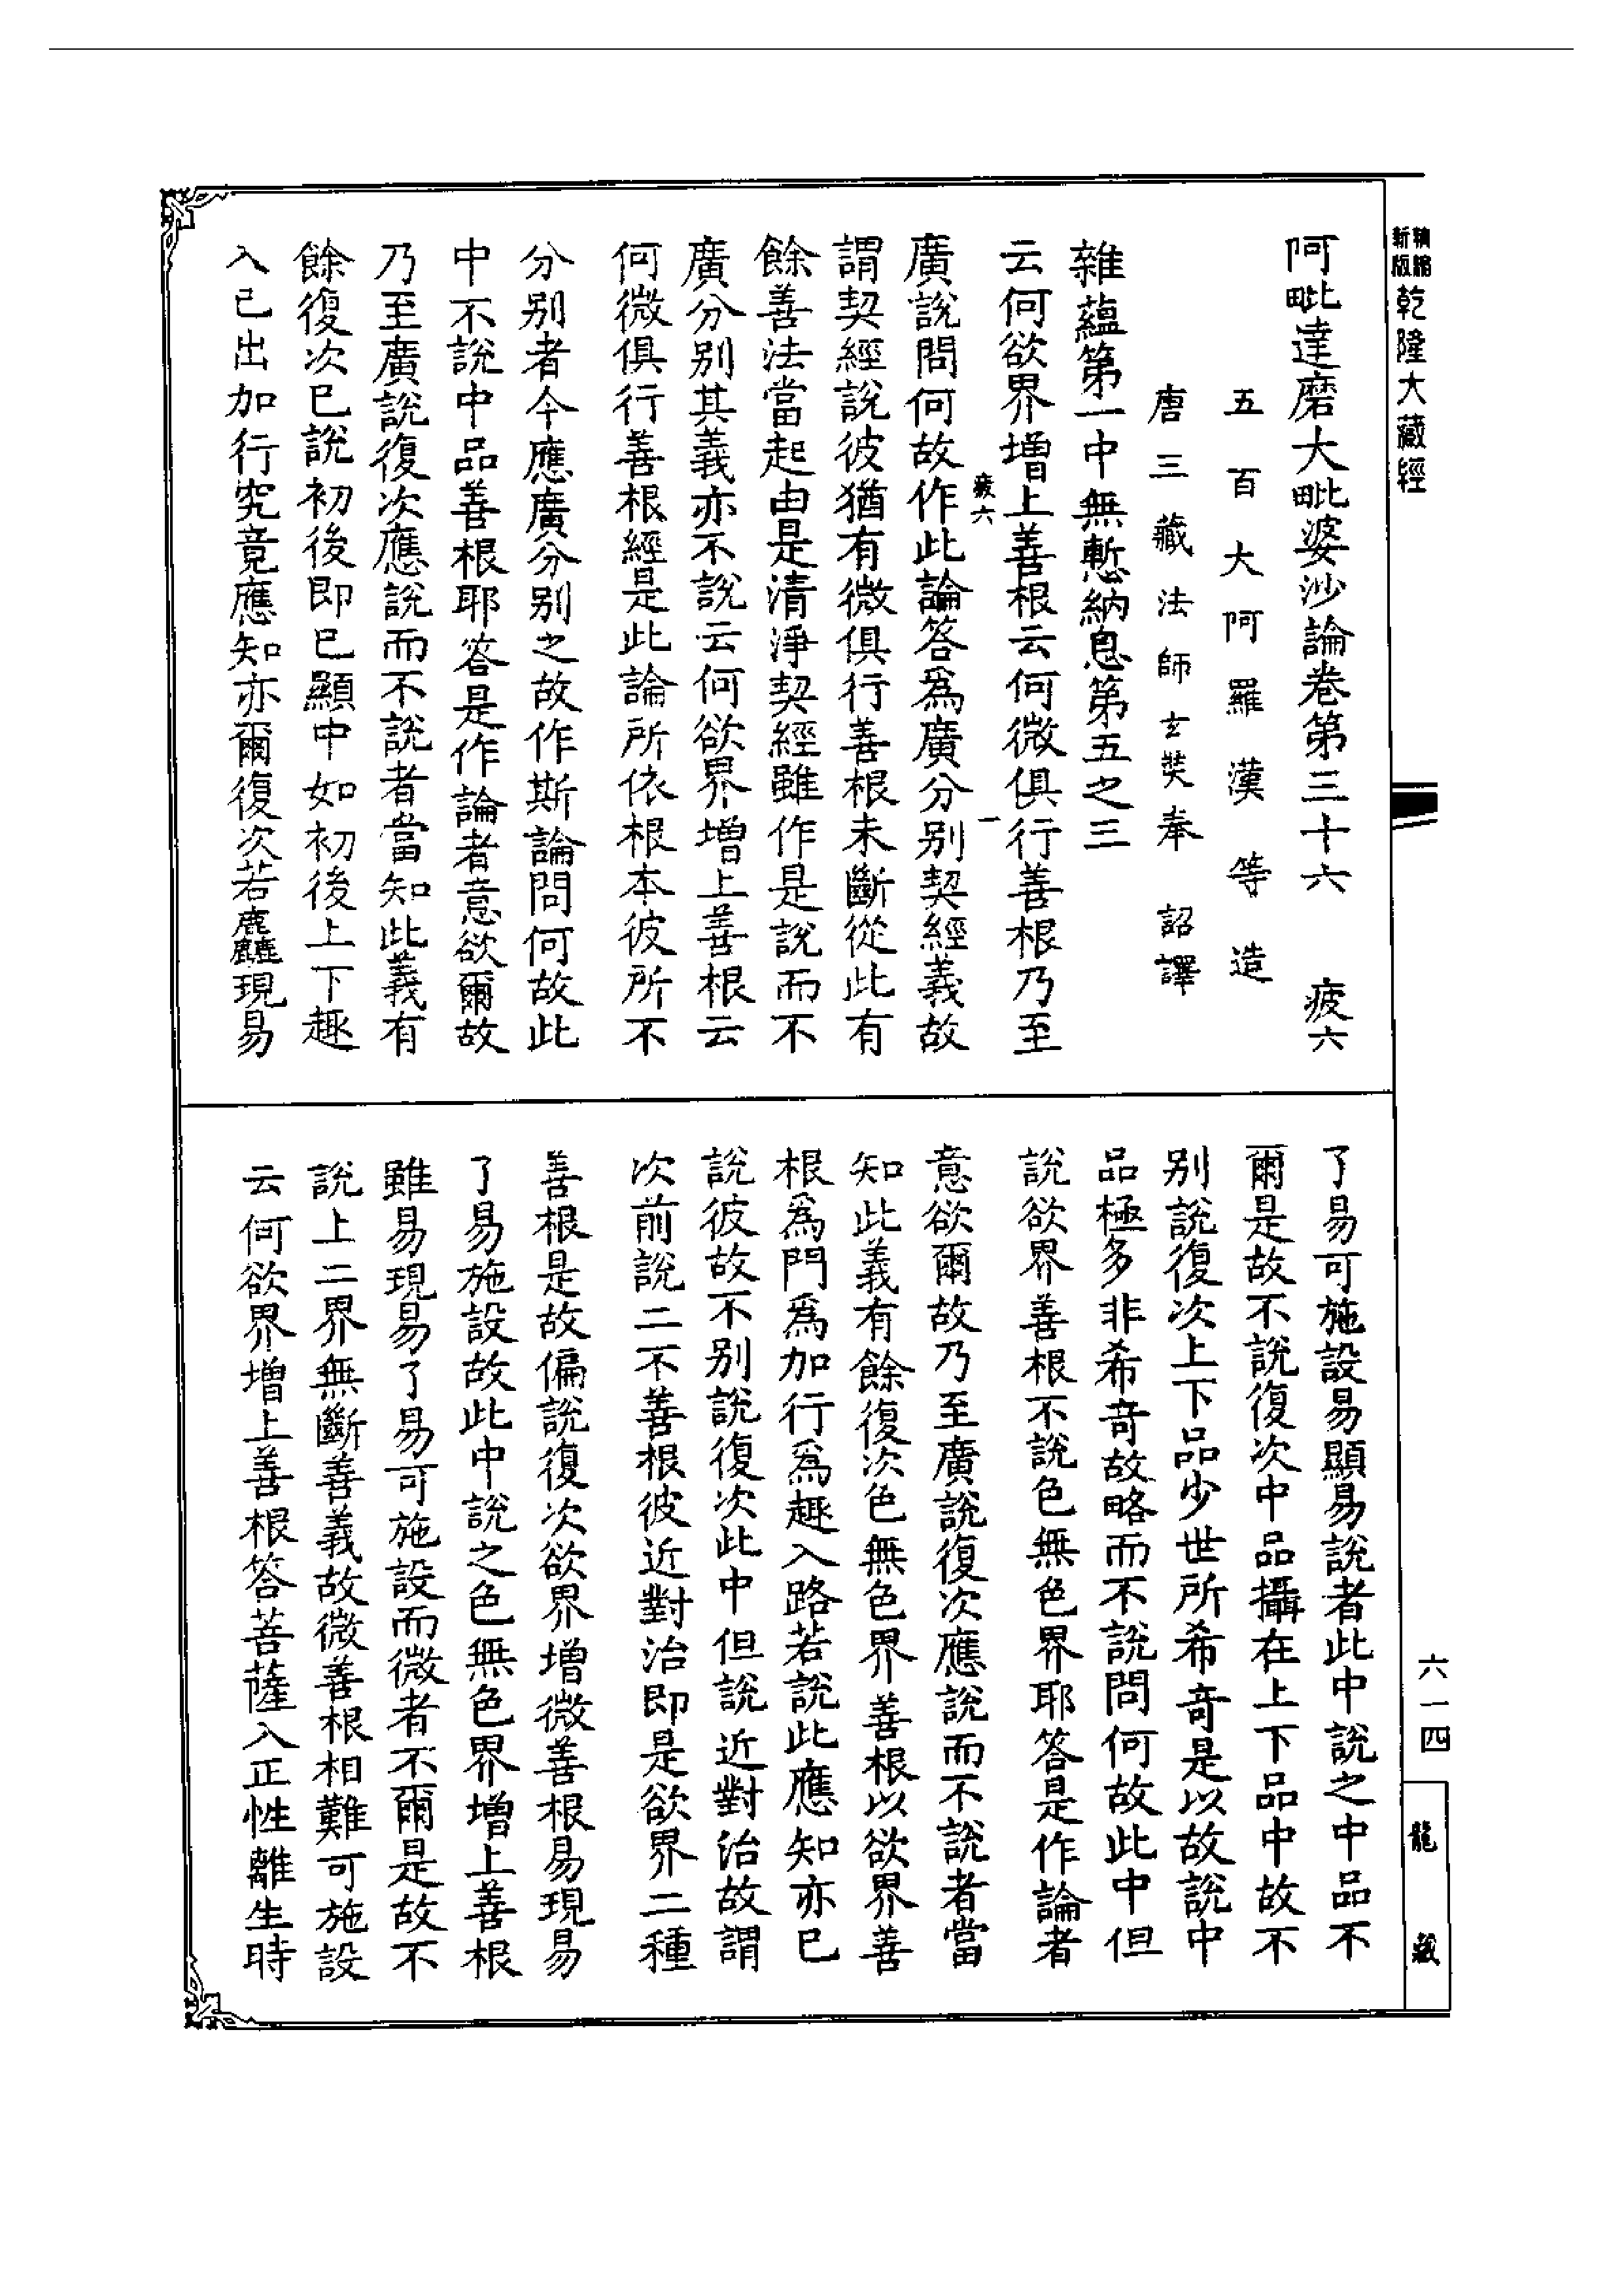 新版縮輯乾隆大藏經
阿毗達磨大毗婆沙論卷第三十六 疲六
五百大阿羅漢等造
唐三藏法師玄奘奉 詔譯
雜蘊第一中無慙納息第五之三
云何欲界增上善根云何微俱行善根乃至
疲六 一
廣說問何故作此論答爲廣分别契經義故
謂契經說彼猶有微俱行善根未斷從此有
餘善法當起由是清淨契經雖作是說而不
廣分别其義亦不說云何欲界增上善根云
何微俱行善根經是此論所依根本彼所不
分别者今應廣分别之故作斯論問何故此
中不說中品善根耶答是作論者意欲爾故
乃至廣說復次應說而不說者當知此義有
餘復次已說初後即已顯中如初後上下趣
入已出加行究竟應知亦爾復次若麤現易
了易可施設易顯易說者此中說之中品不
爾是故不說復次中品攝在上下品中故不
别說復次上下品少世所希奇是以故說中
品極多非希奇故略而不說問何故此中但
說欲界善根不說色無色界耶答是作論者
意欲爾故乃至廣說復次應說而不說者當
知此義有餘復次色無色界善根以欲界善
根爲門爲加行爲趣入路若說此應知亦已
說彼故不别說復次此中但說近對治故謂
次前說二不善根彼近對治即是欲界二種
善根是故偏說復次欲界增微善根易現易
了易施設故此中說之色無色界增上善根
雖易現易了易可施設而微者不爾是故不
說上二界無斷善義故微善根相難可施設
云何欲界增上善根答菩薩入正性離生時
六一四
龍藏